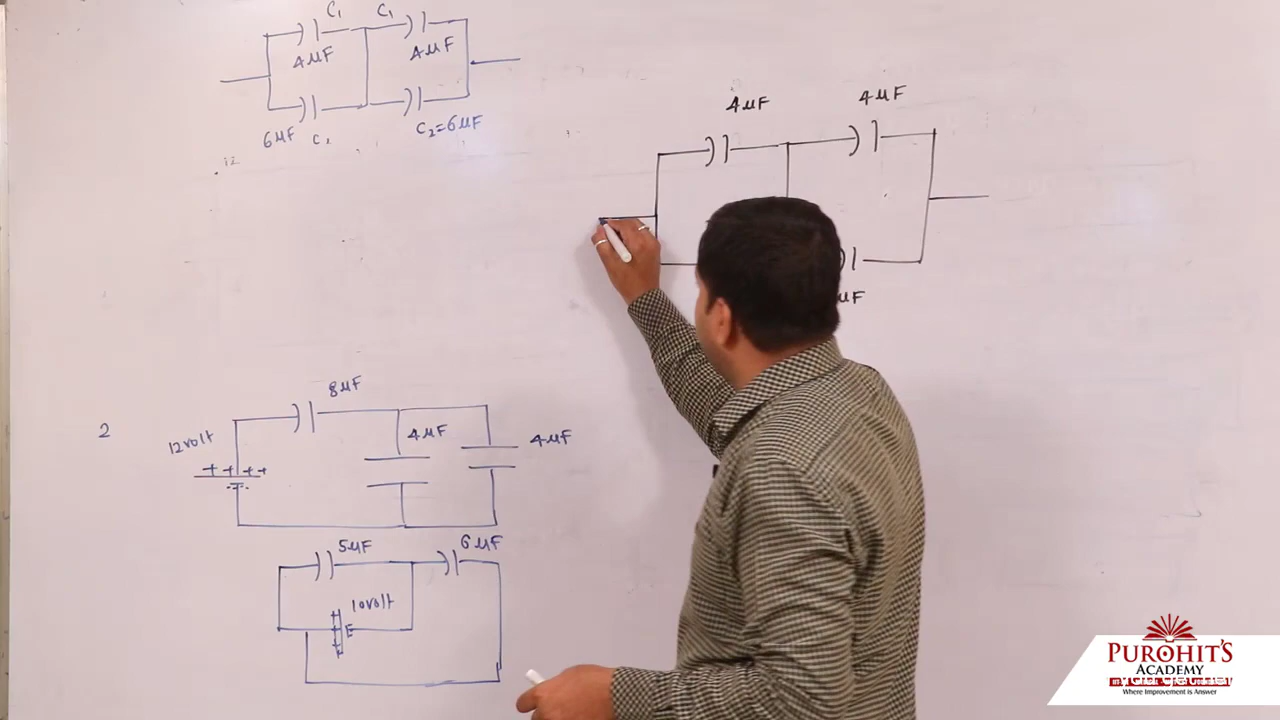 C₁ C₁
4μF 4μF
6μF C₂ C₂=6μF
4μF 4μF
μF
2
8μF
12volt 4μF 4μF
+ + + +
5μF 6μF
10volt
E
PUROHIT'S
ACADEMY
Where Improvement is Answer